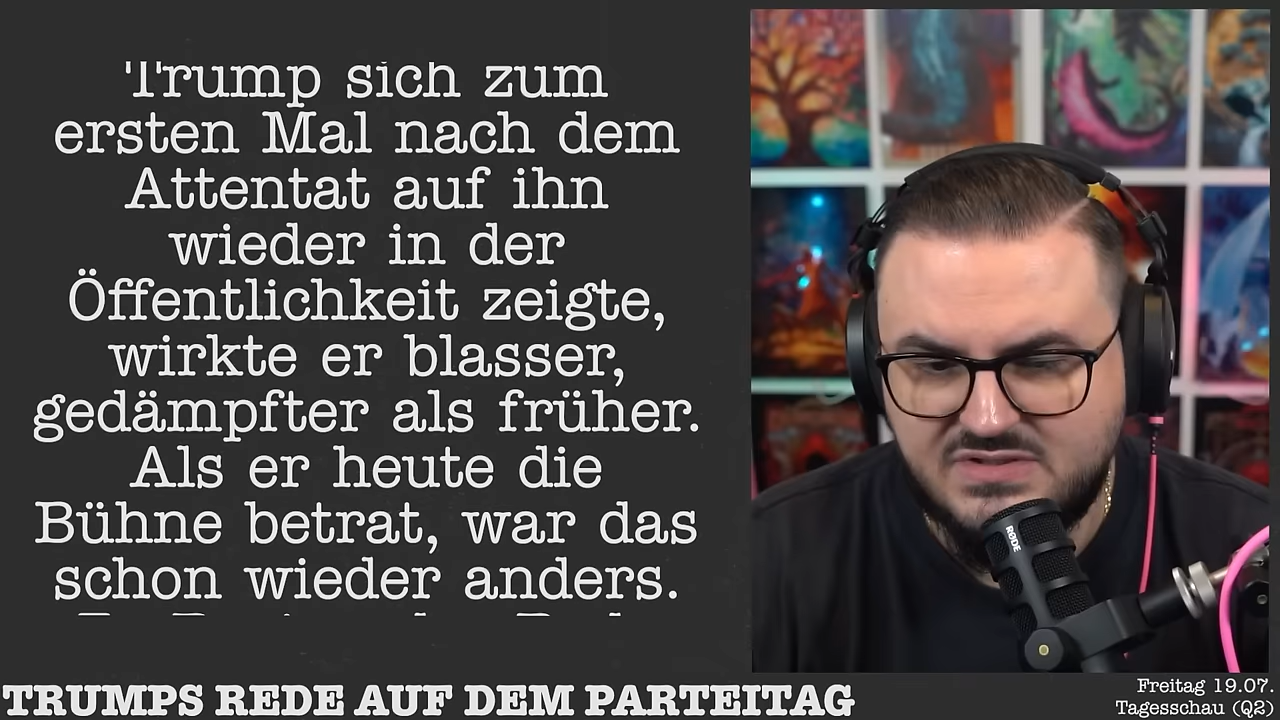 Trump sich zum
ersten Mal nach dem
Attentat auf ihn
wieder in der
Öffentlichkeit zeigte,
wirkte er blasser,
gedämpfter als früher.
Als er heute die
Bühne betrat, war das
schon wieder anders.
RØDE
TRUMPS REDE AUF DEM PARTEITAG
Freitag 19.07.
Tagesschau (Q2)